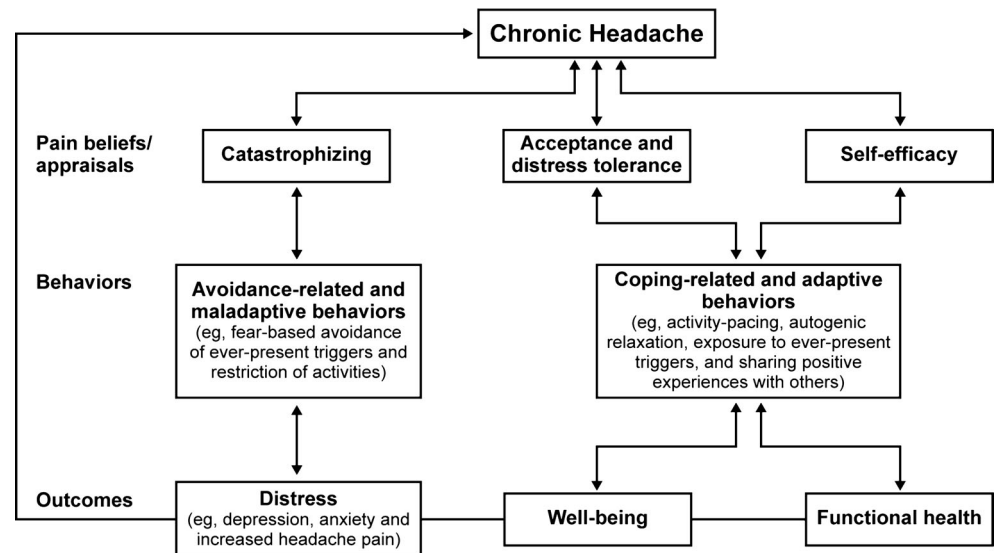 Chronic Headache
Pain beliefs/
appraisals
Catastrophizing
Acceptance and
distress tolerance
Self-efficacy
Behaviors
Avoidance-related and
maladaptive behaviors
(eg, fear-based avoidance
of ever-present triggers and
restriction of activities)
Coping-related and adaptive
behaviors
(eg, activity-pacing, autogenic
relaxation, exposure to ever-present
triggers, and sharing positive
experiences with others)
Outcomes
Distress
(eg, depression, anxiety and
increased headache pain)
Well-being
Functional health